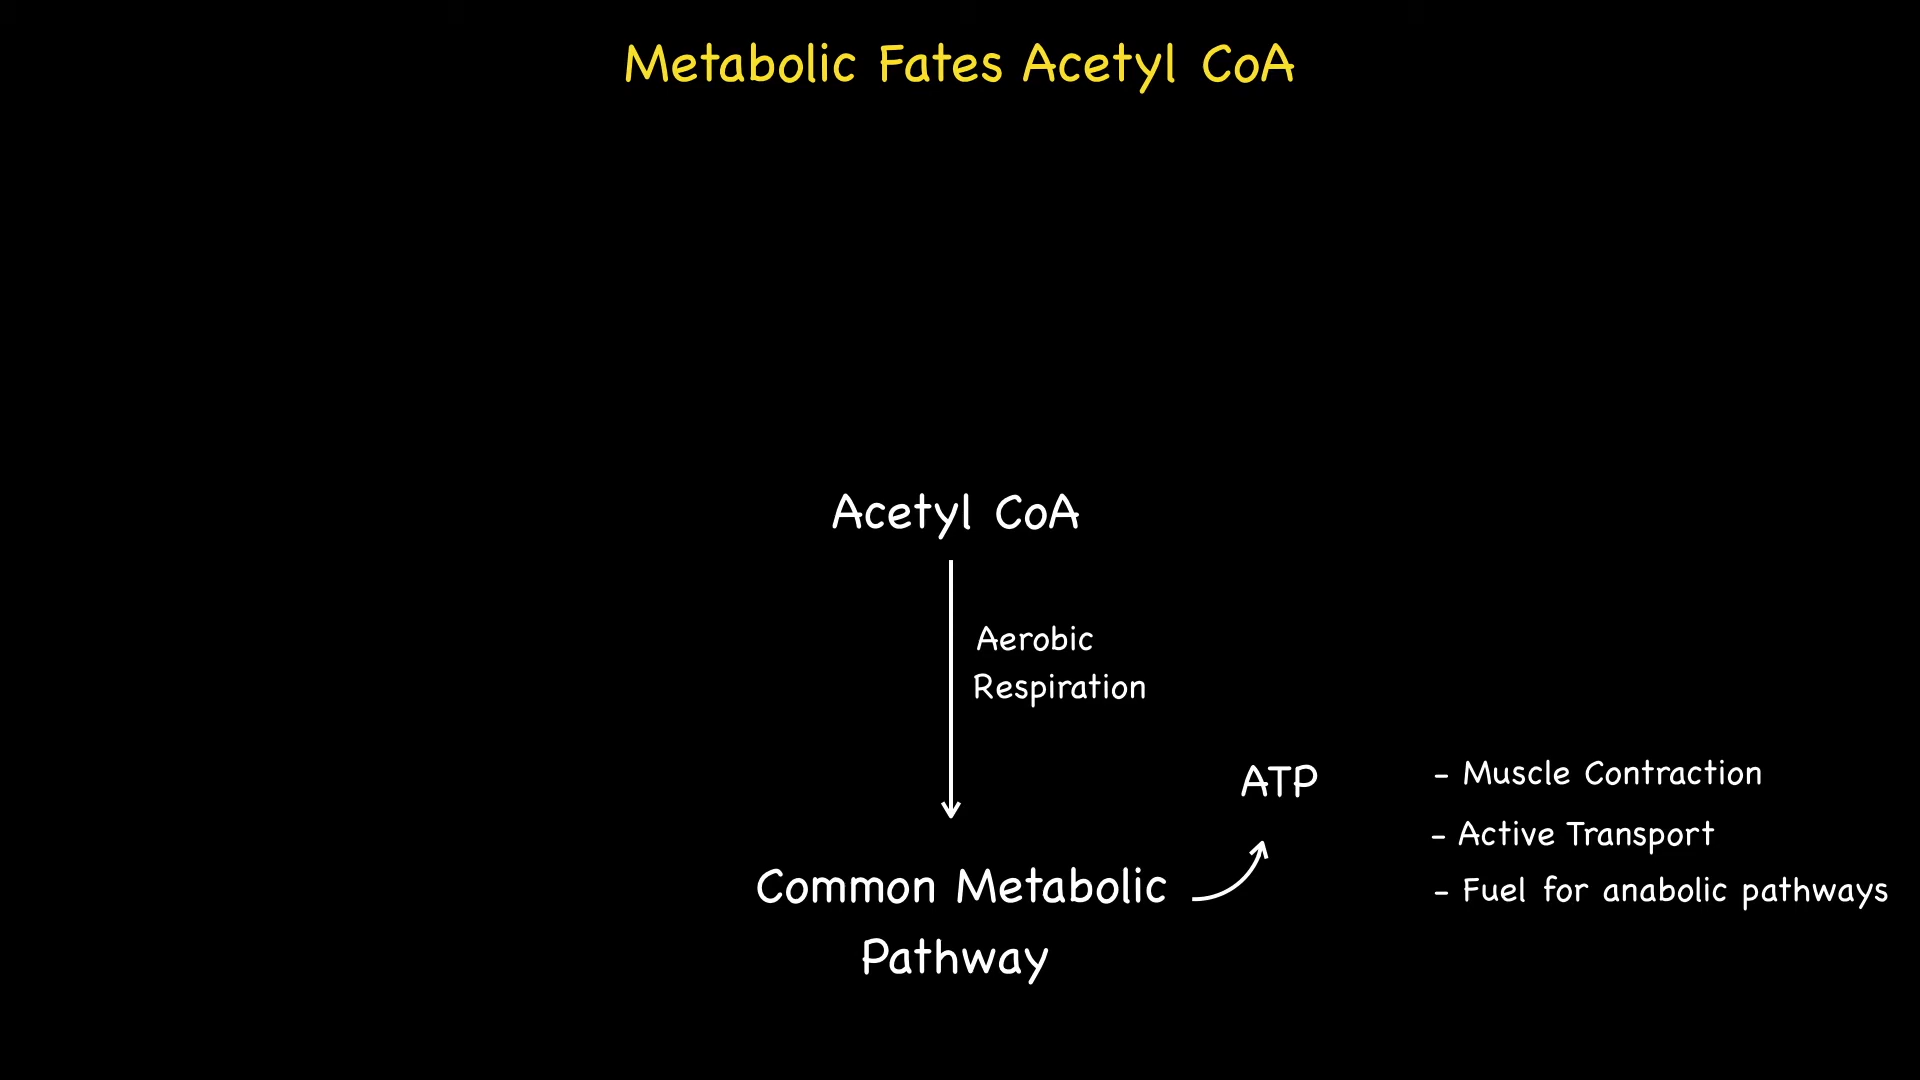 Metabolic Fates Acetyl CoA
Acetyl CoA
Aerobic
Respiration
ATP
- Muscle Contraction
- Active Transport
- Fuel for anabolic pathways
Common Metabolic
Pathway